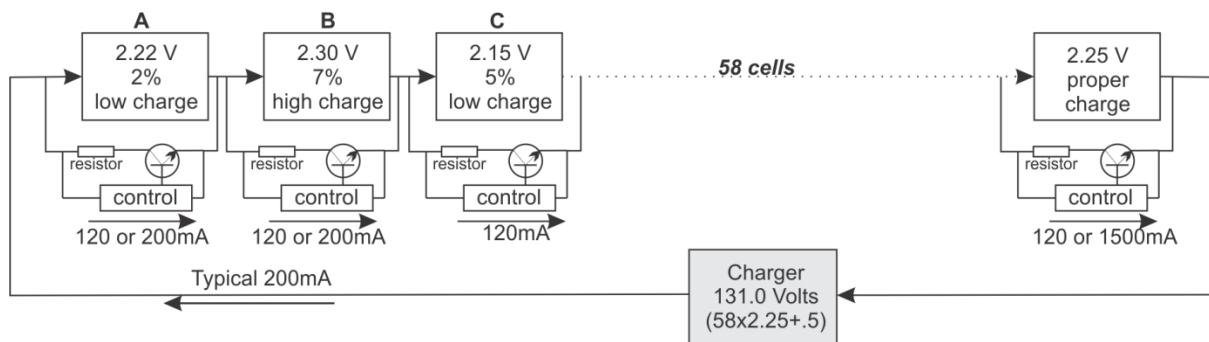 A
B
C
2.22 V
2%
low charge
2.30 V
7%
high charge
2.15 V
5%
low charge
58 cells
2.25 V
proper
charge
resistor
control
120 or 200mA
resistor
control
120 or 200mA
resistor
control
120mA
resistor
control
120 or 1500mA
Typical 200mA
Charger
131.0 Volts
(58x2.25+.5)